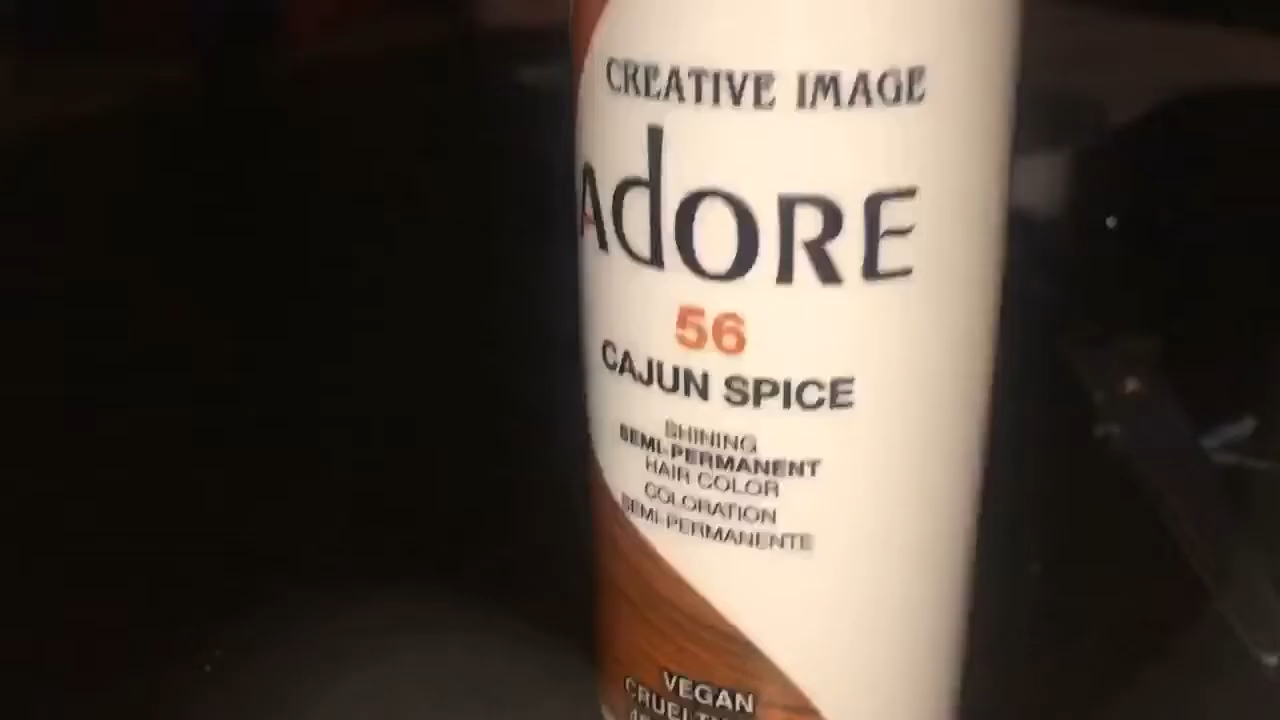 CREATIVE IMAGE
AdORE
56
CAJUN SPICE
SHINING
SEMI-PERMANENT
HAIR COLOR
COLORATION
SEMI-PERMANENTE
VEGAN